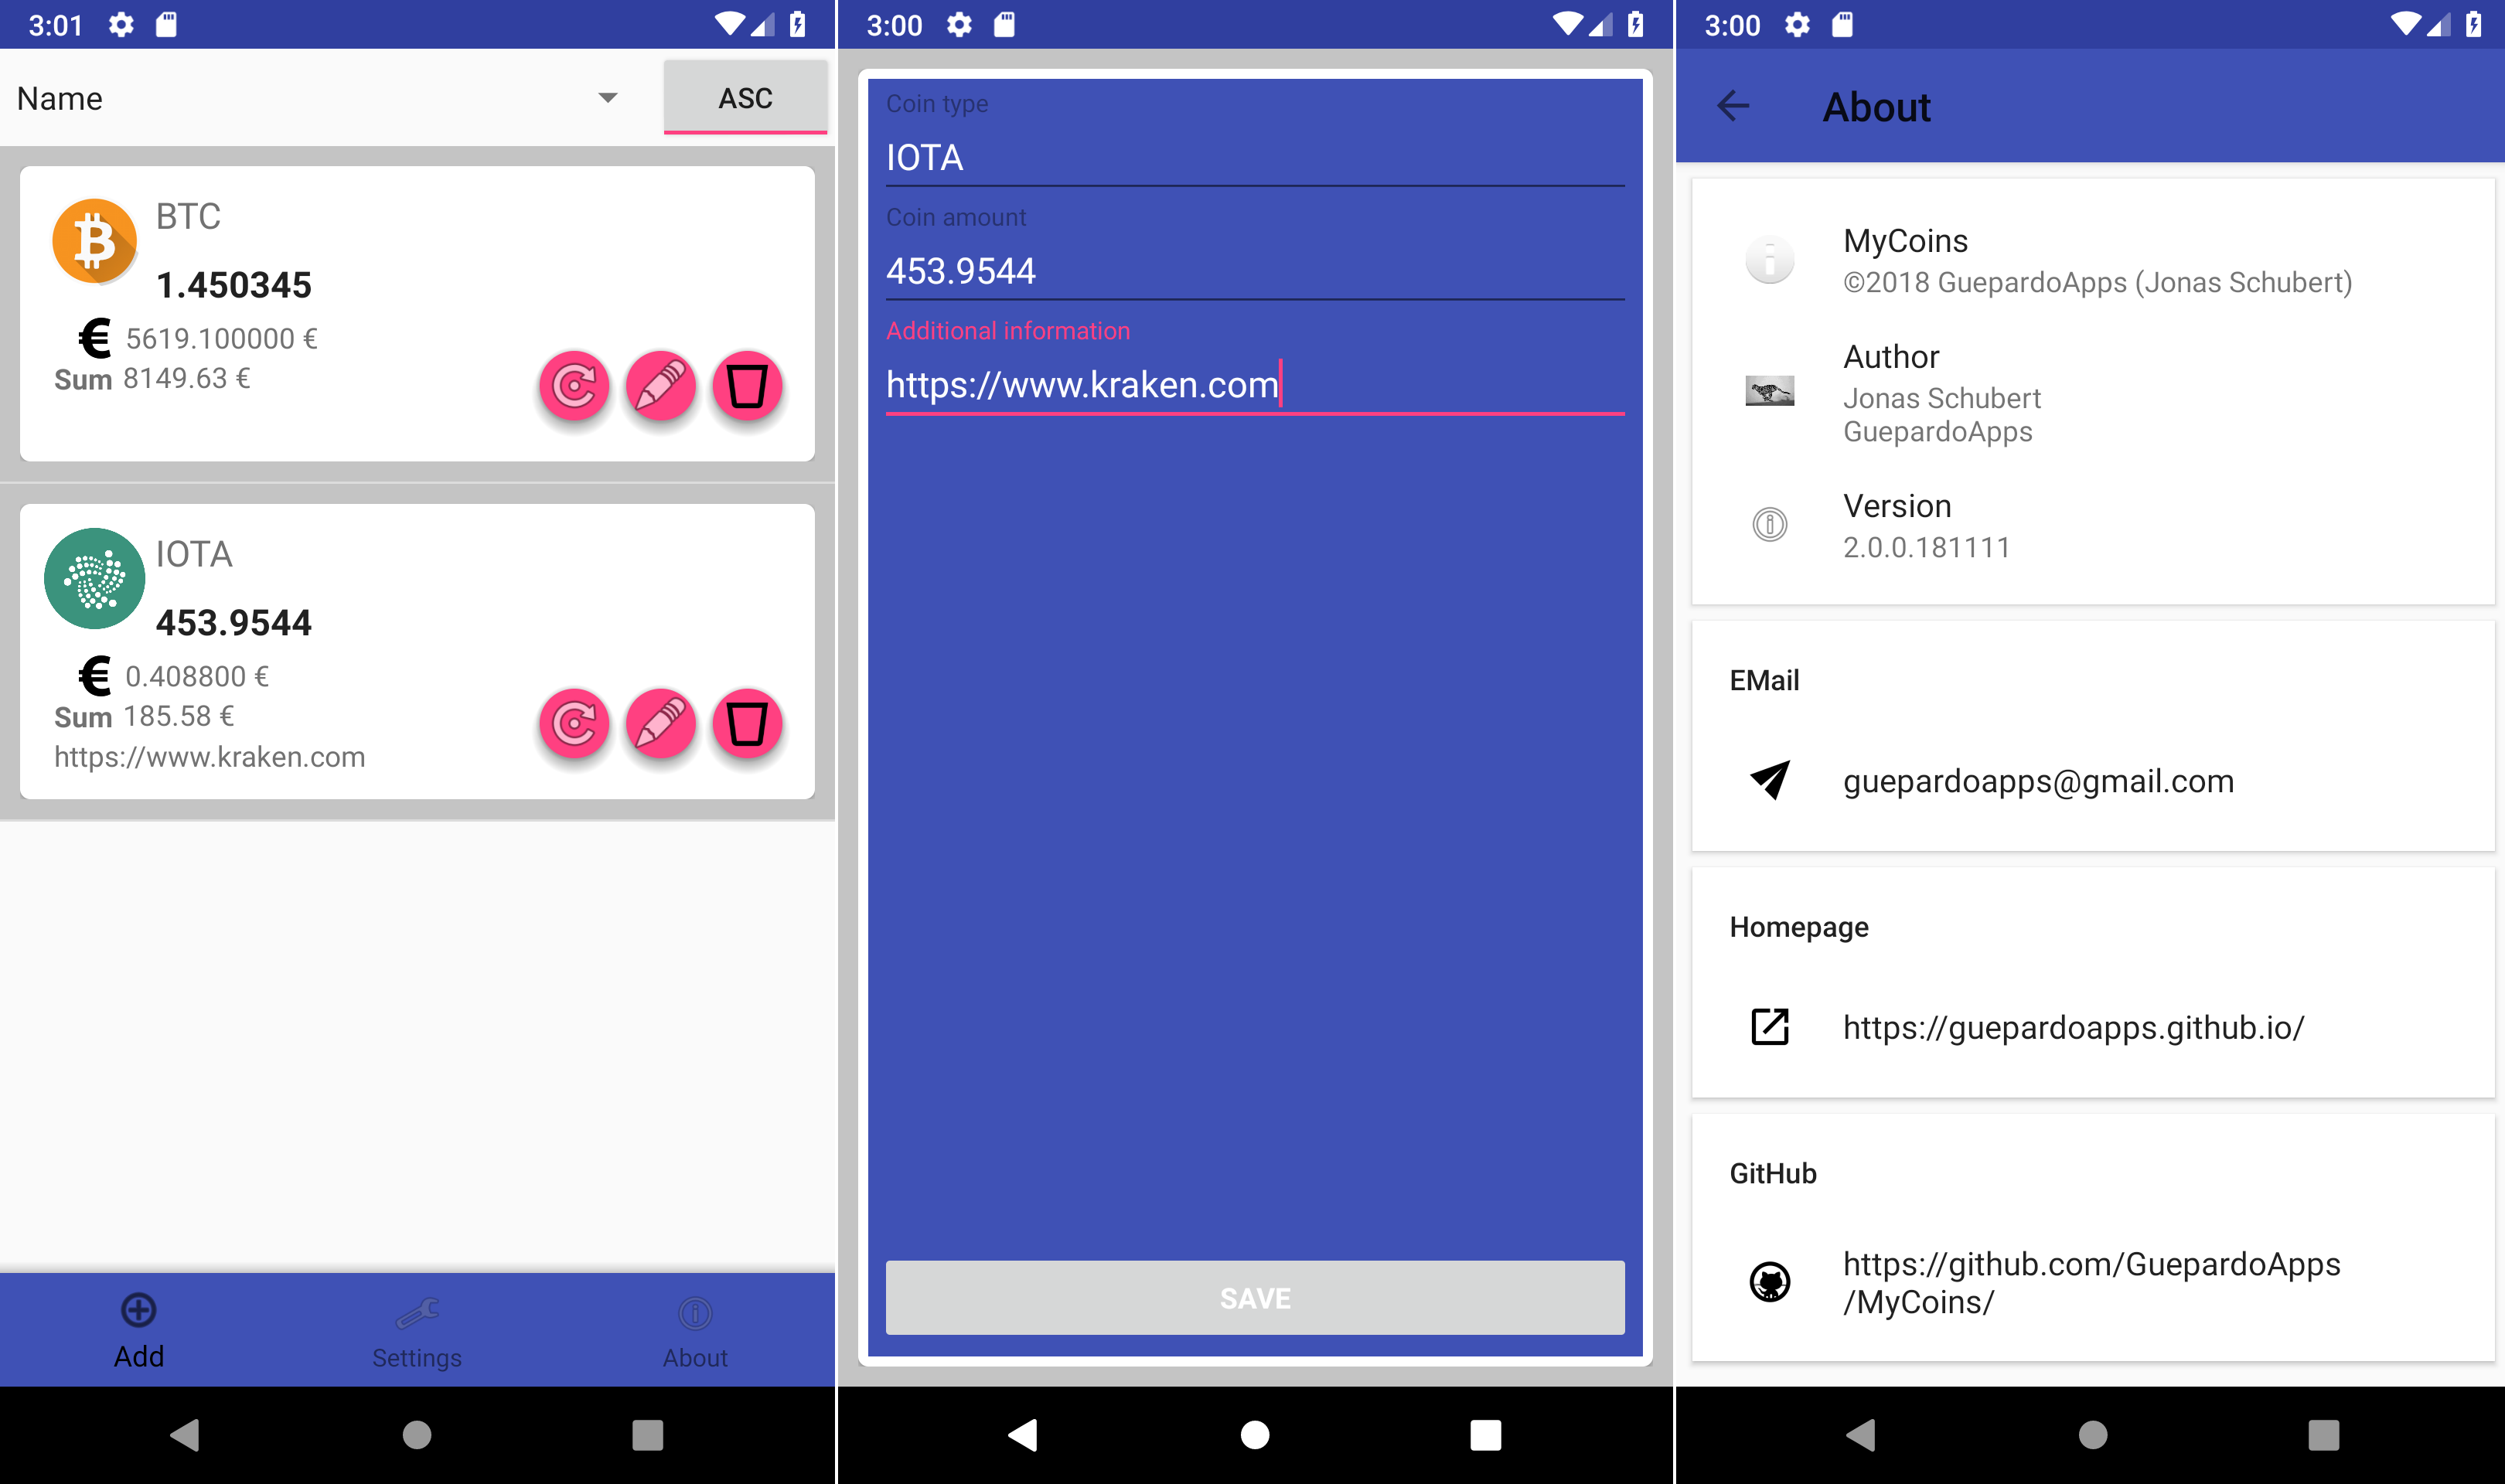 3:01
Name
ASC
BTC
1.450345
€ 5619.100000 €
Sum 8149.63 €
IOTA
453.9544
€ 0.408800 €
Sum 185.58 €
https://www.kraken.com
Add
Settings
About
3:00
Coin type
IOTA
Coin amount
453.9544
Additional information
https://www.kraken.com
SAVE
3:00
About
MyCoins
©2018 GuepardoApps (Jonas Schubert)
Author
Jonas Schubert
GuepardoApps
Version
2.0.0.181111
EMail
guepardoapps@gmail.com
Homepage
https://guepardoapps.github.io/
GitHub
https://github.com/GuepardoApps
/MyCoins/